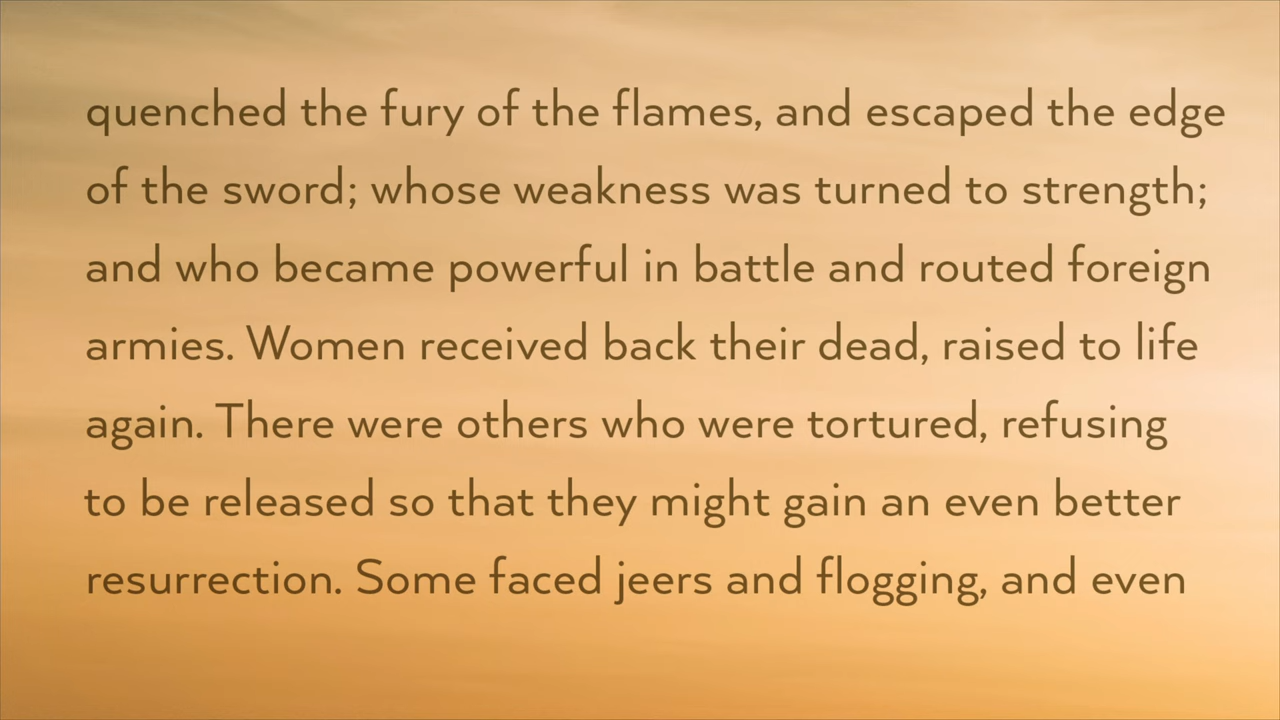 quenched the fury of the flames, and escaped the edge
of the sword; whose weakness was turned to strength;
and who became powerful in battle and routed foreign
armies. Women received back their dead, raised to life
again. There were others who were tortured, refusing
to be released so that they might gain an even better
resurrection. Some faced jeers and flogging, and even